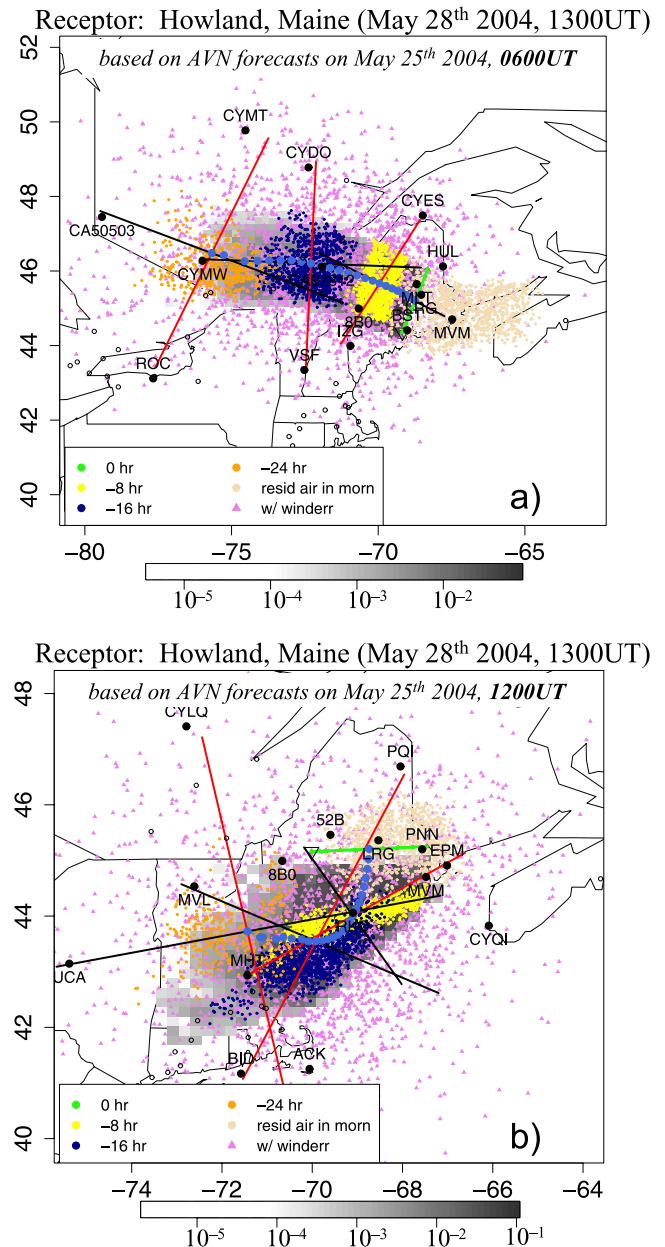 Receptor: Howland, Maine (May 28th 2004, 1300UT)
based on AVN forecasts on May 25th 2004, 0600UT
52
50
48
46
44
42
40
CYMT
CYDO
CYES
CA50503
HUL
CYMW
MLT
LRG
8B0
BST
MVM
IZG
ROC
VSF
0 hr
−8 hr
−16 hr
−24 hr
resid air in morn
w/ winderr
a)
−80
−75
−70
−65
10−5
10−4
10−3
10−2
Receptor: Howland, Maine (May 28th 2004, 1300UT)
based on AVN forecasts on May 25th 2004, 1200UT
48
46
44
42
40
CYLQ
PQI
52B
PNN
LRG
EPM
8B0
MVL
MVM
CYQI
UCA
MHT
BID
ACK
0 hr
−8 hr
−16 hr
−24 hr
resid air in morn
w/ winderr
b)
−74
−72
−70
−68
−66
−64
10−5
10−4
10−3
10−2
10−1